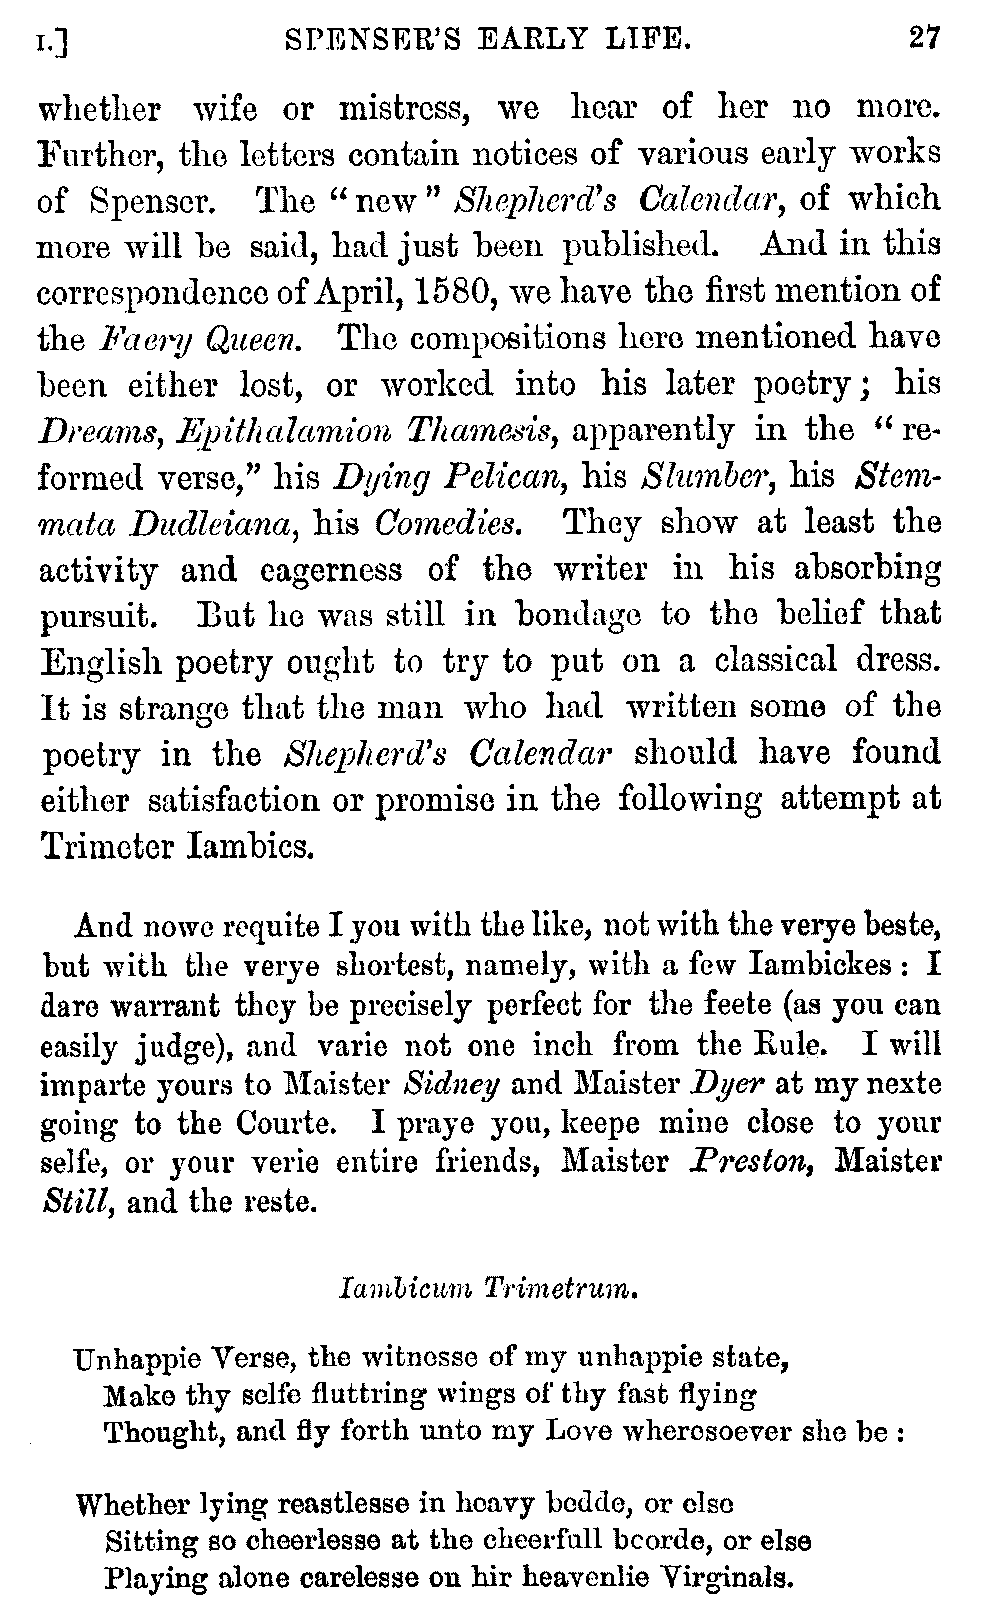 I.] SPENSER'S EARLY LIFE. 27
whether wife or mistress, we hear of her no more.
Further, the letters contain notices of various early works
of Spenser. The "new" Shepherd's Calendar, of which
more will be said, had just been published. And in this
correspondence of April, 1580, we have the first mention of
the Faery Queen. The compositions here mentioned have
been either lost, or worked into his later poetry; his
Dreams, Epithalamion Thamesis, apparently in the "re-
formed verse," his Dying Pelican, his Slumber, his Stem-
mata Dudleiana, his Comedies. They show at least the
activity and eagerness of the writer in his absorbing
pursuit. But he was still in bondage to the belief that
English poetry ought to try to put on a classical dress.
It is strange that the man who had written some of the
poetry in the Shepherd's Calendar should have found
either satisfaction or promise in the following attempt at
Trimeter Iambics.
And nowe requite I you with the like, not with the verye beste,
but with the verye shortest, namely, with a few Iambickes: I
dare warrant they be precisely perfect for the feete (as you can
easily judge), and varie not one inch from the Rule. I will
imparte yours to Maister Sidney and Maister Dyer at my nexte
going to the Courte. I praye you, keepe mine close to your
selfe, or your verie entire friends, Maister Preston, Maister
Still, and the reste.
Iambicum Trimetrum.
Unhappie Verse, the witnesse of my unhappie state,
Make thy selfe fluttring wings of thy fast flying
Thought, and fly forth unto my Love wheresoever she be:
Whether lying reastlesse in heavy bedde, or else
Sitting so cheerlesse at the cheerfull boorde, or else
Playing alone carelesse on hir heavenlie Virginals.